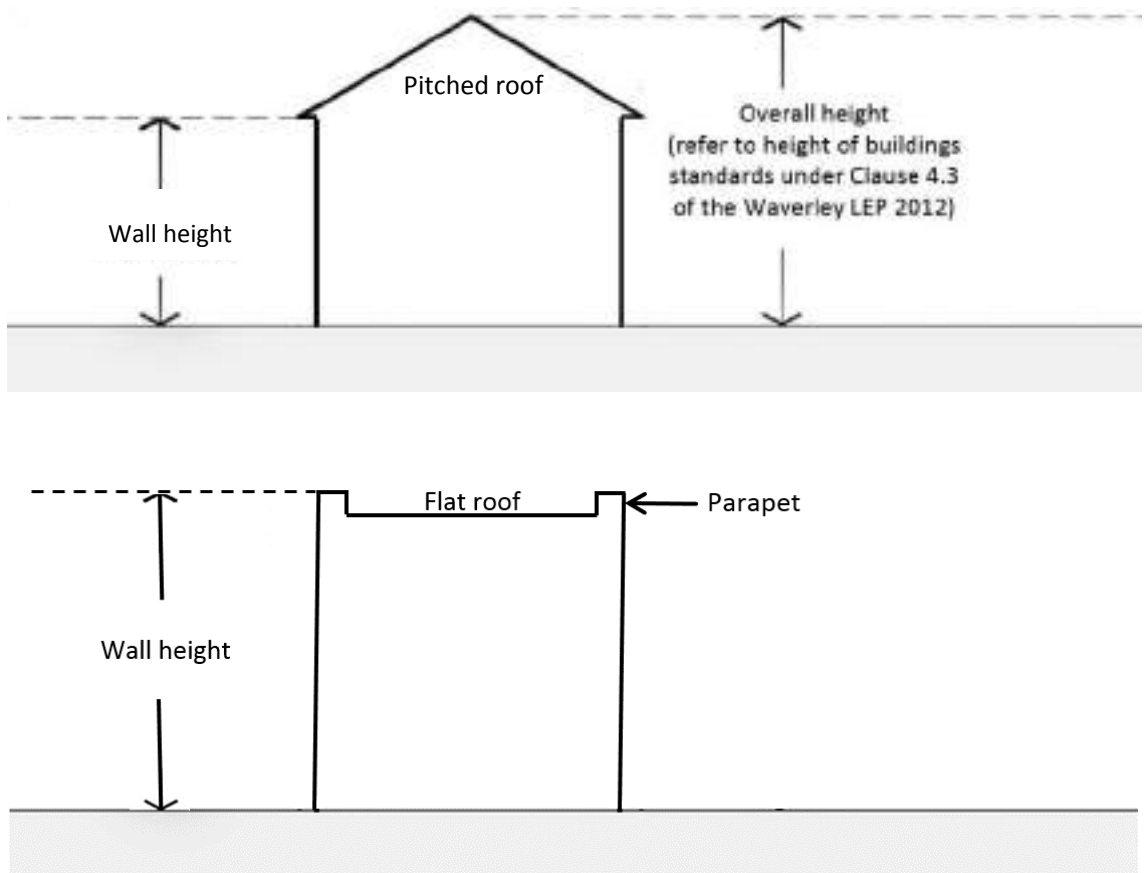 Pitched roof
Overall height
(refer to height of buildings
standards under Clause 4.3
of the Waverley LEP 2012)
Wall height
Flat roof
Parapet
Wall height